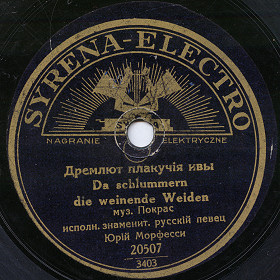 SYRENA-ELECTRO
NAGRANIE ELEKTRYCZNE
Дремлют плакучія ивы
Da schlummern
die weinende Weiden
муз. Покрас
исполн. знаменит. русскій певец
Юрій Морфесси
20507
3403